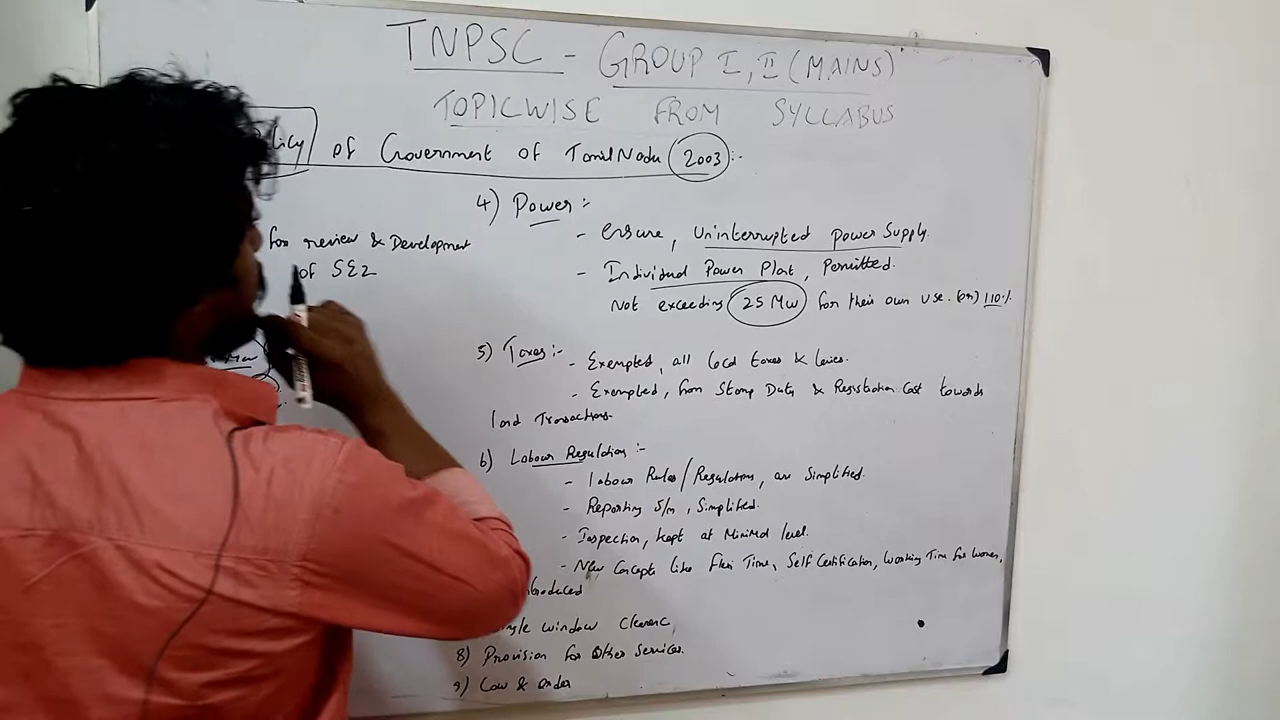 TNPSC - GROUP I, II (MAINS)
TOPICWISE FROM SYLLABUS
licy of Government of TamilNadu 2003:-
for review & Development
of SEZ
4) Power :-
- ensure, Uninterrupted power supply.
- Individual Power Plant, Permitted.
Not exceeding 25 MW for their own use. (or) 110%.
5) Taxes :- - Exempted, all local taxes & levies.
- Exempted, from Stamp Duty & Registration Cost towards
land Transactions.
6) Labour Regulation :-
- Labour Rules/Regulations, are Simplified.
- Reporting S/m, Simplified.
- Inspection, kept at Minimal level.
- New Concepts like Flexi Time, Self Certification, Working Time for Women,
troduced
ngle window clearenc
8) Provision for Other Services.
9) Law & order